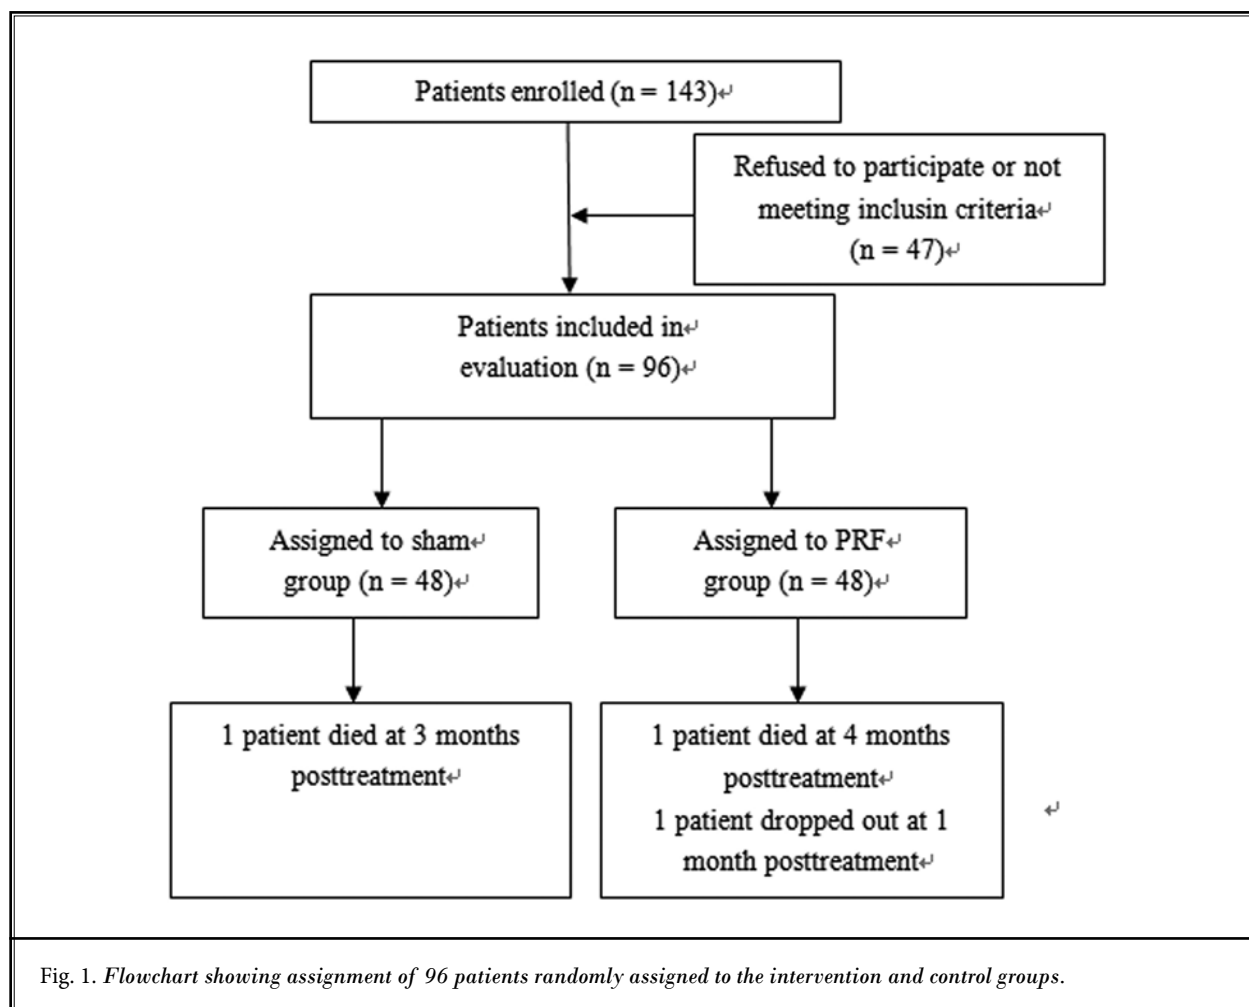 Patients enrolled (n = 143)↵
Refused to participate or not
meeting inclusin criteria↵
(n = 47)↵
Patients included in↵
evaluation (n = 96)↵
Assigned to sham↵
group (n = 48)↵
Assigned to PRF↵
group (n = 48)↵
1 patient died at 3 months
posttreatment↵
1 patient died at 4 months
posttreatment↵
1 patient dropped out at 1
month posttreatment↵
↵
Fig. 1. Flowchart showing assignment of 96 patients randomly assigned to the intervention and control groups.